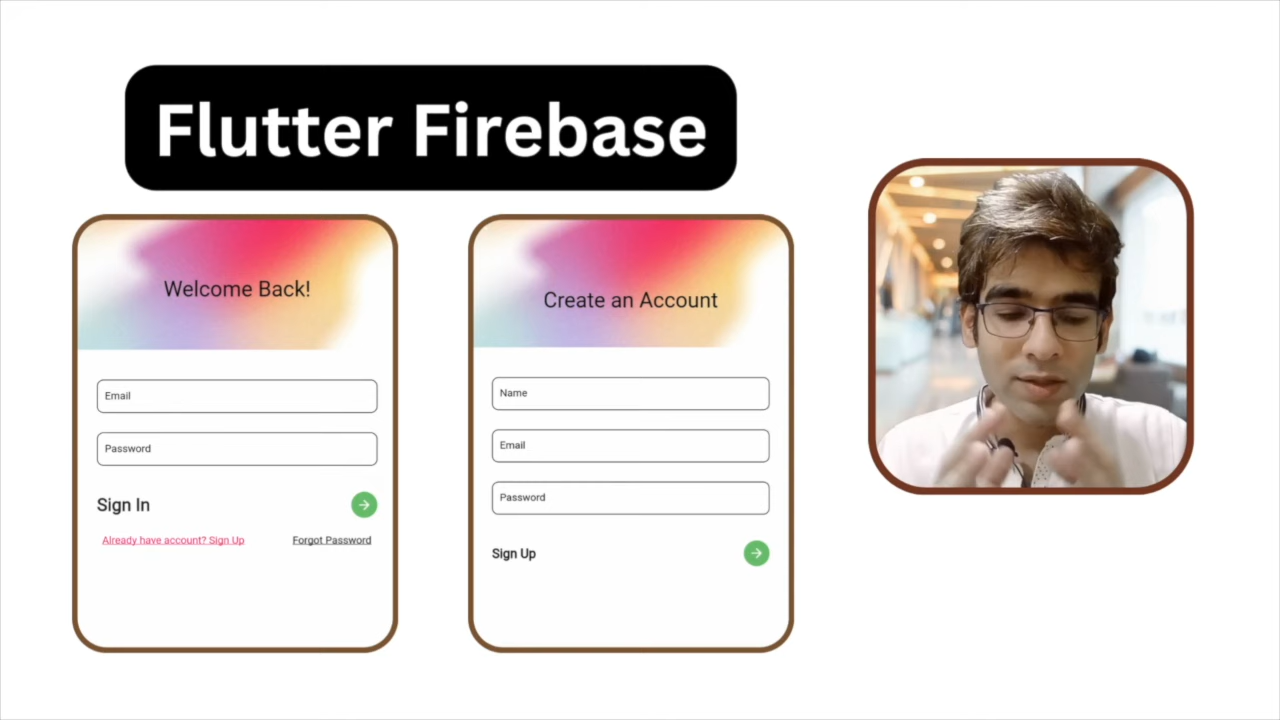 Flutter Firebase
Welcome Back!
Email
Password
Sign In
Already have account? Sign Up
Forgot Password
Create an Account
Name
Email
Password
Sign Up